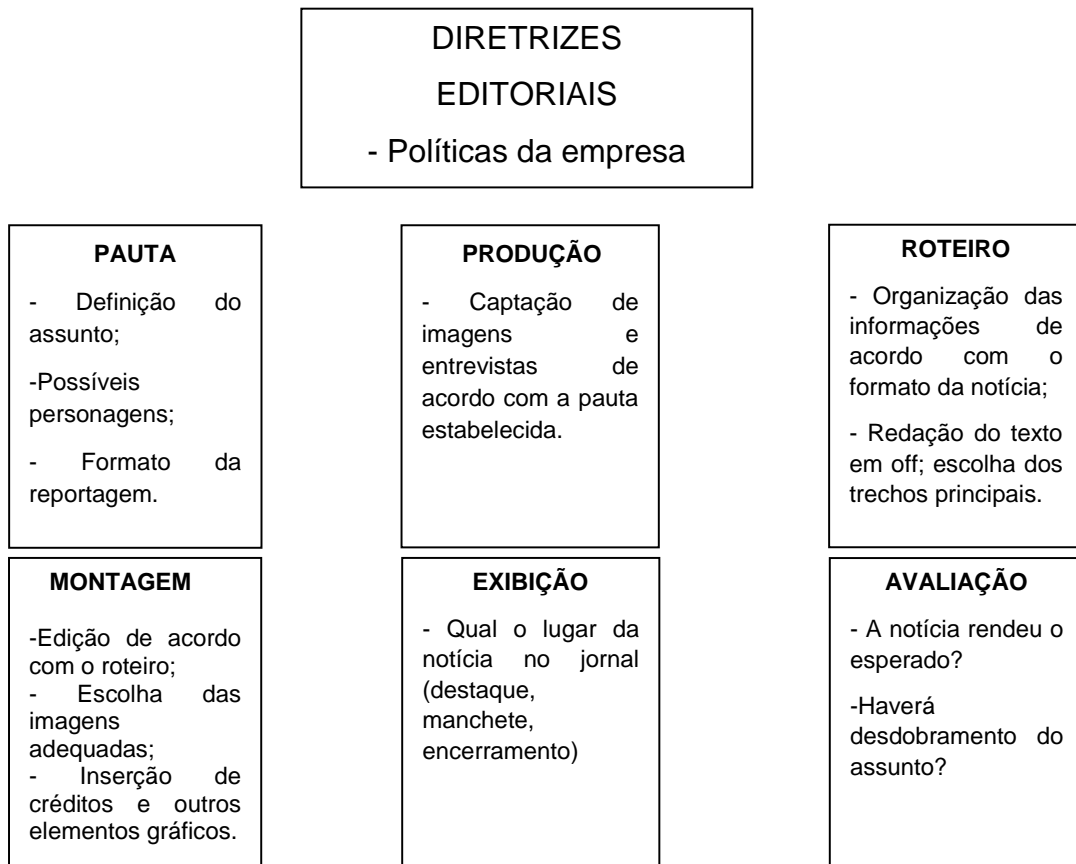 DIRETRIZES
EDITORIAIS
- Políticas da empresa
PAUTA
- Definição do
assunto;
-Possíveis
personagens;
- Formato da
reportagem.
PRODUÇÃO
- Captação de
imagens e
entrevistas de
acordo com a pauta
estabelecida.
ROTEIRO
- Organização das
informações de
acordo com o
formato da notícia;
- Redação do texto
em off; escolha dos
trechos principais.
MONTAGEM
-Edição de acordo
com o roteiro;
- Escolha das
imagens
adequadas;
- Inserção de
créditos e outros
elementos gráficos.
EXIBIÇÃO
- Qual o lugar da
notícia no jornal
(destaque,
manchete,
encerramento)
AVALIAÇÃO
- A notícia rendeu o
esperado?
-Haverá
desdobramento do
assunto?